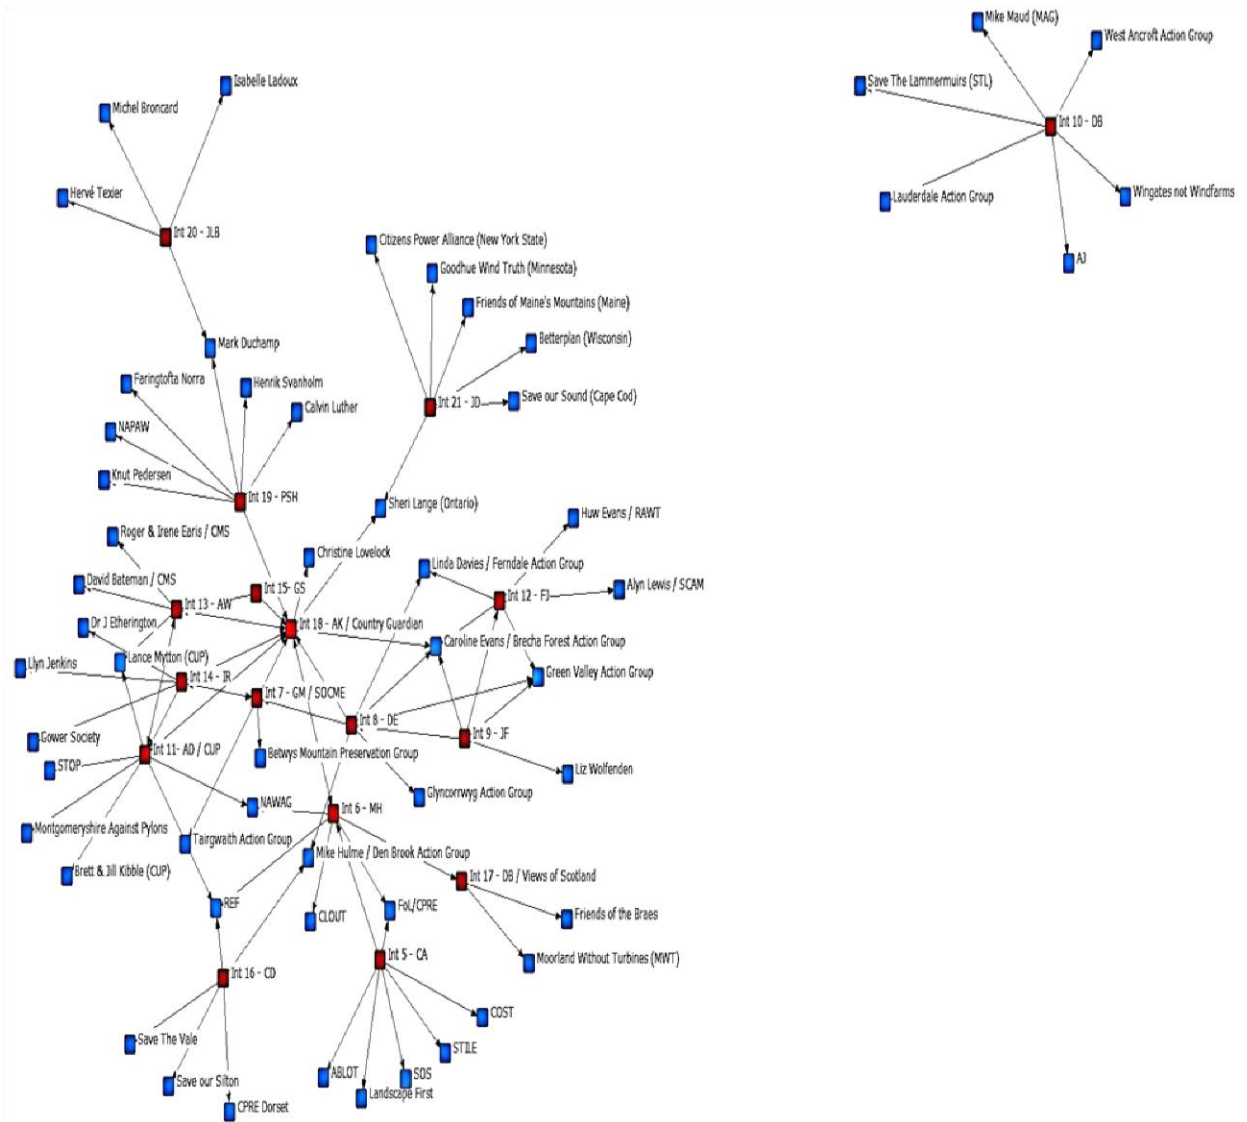 Mike Maud (MAG)
West Ancroft Action Group
Isabelle Ladoux
Save The Lammermuirs (STL)
Michel Broncard
Int 10 - DB
Hervé Texier
Lauderdale Action Group
Wingates not Windfarms
Int 20 - JLB
Citizens Power Alliance (New York State)
AJ
Goodhue Wind Truth (Minnesota)
Friends of Maine's Mountains (Maine)
Mark Duchamp
Betterplan (Wisconsin)
Faringtofta Norra
Henrik Svanholm
Int 21 - JD
Save our Sound (Cape Cod)
Calvin Luther
NAPAW
Knut Pedersen
Int 19 - PSH
Sheri Lange (Ontario)
Huw Evans / RAWT
Roger & Irene Earis / CMS
Christine Lovelock
Linda Davies / Ferndale Action Group
David Bateman / CMS
Int 15- GS
Alyn Lewis / SCAM
Int 12 - FJ
Int 13 - AW
Dr J Etherington
Int 18 - AK / Country Guardian
Caroline Evans / Brecha Forest Action Group
Llyn Jenkins
Lance Mytton (CUP)
Green Valley Action Group
Int 14 - IR
Int 7 - GM / SOCME
Int 8 - DE
Int 9 - JF
Gower Society
Int 11- AD / CUP
Betwys Mountain Preservation Group
STOP
Liz Wolfenden
Glyncorrwyg Action Group
NAWAG
Int 6 - MH
Montgomeryshire Against Pylons
Tairgwaith Action Group
Mike Hulme / Den Brook Action Group
Brett & Jill Kibble (CUP)
Int 17 - DB / Views of Scotland
REF
CLOUT
FoL/CPRE
Friends of the Braes
Int 5 - CA
Moorland Without Turbines (MWT)
Int 16 - CD
COST
Save The Vale
STILE
ABLOT
SOS
Save our Silton
Landscape First
CPRE Dorset